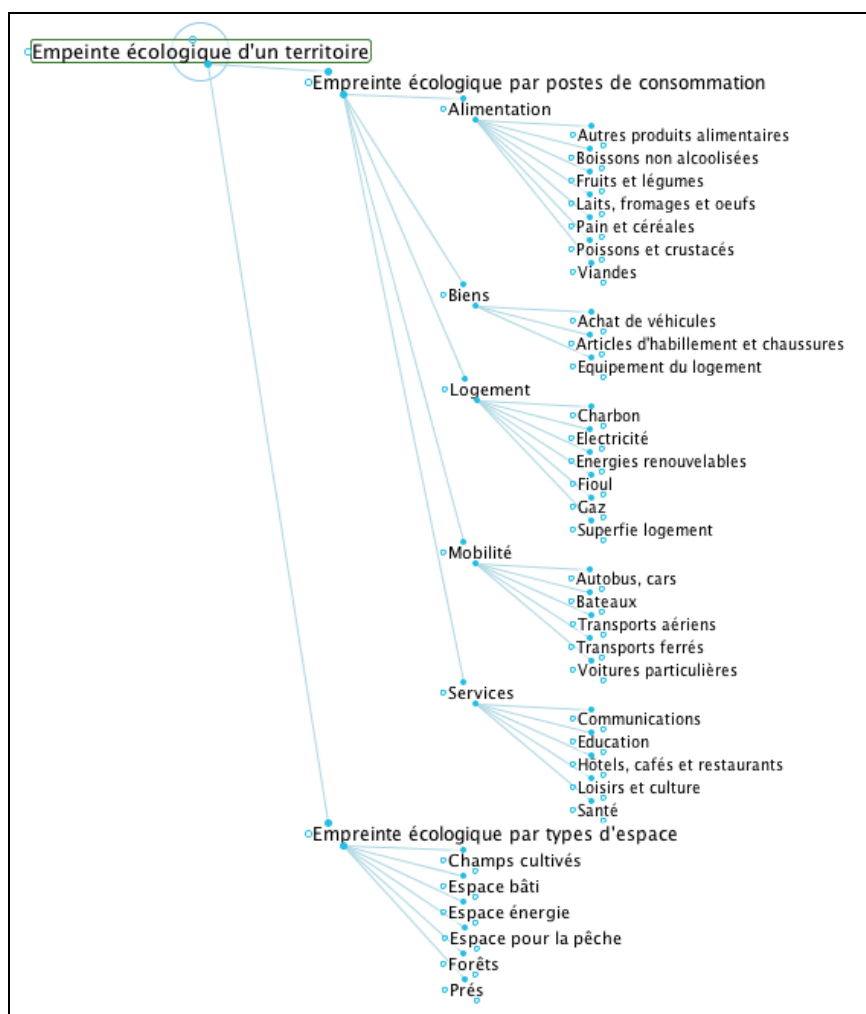 Empeinte écologique d'un territoire
Empreinte écologique par postes de consommation
Alimentation
Autres produits alimentaires
Boissons non alcoolisées
Fruits et légumes
Laits, fromages et oeufs
Pain et céréales
Poissons et crustacés
Viandes
Biens
Achat de véhicules
Articles d'habillement et chaussures
Equipement du logement
Logement
Charbon
Electricité
Energies renouvelables
Fioul
Gaz
Superfie logement
Mobilité
Autobus, cars
Bateaux
Transports aériens
Transports ferrés
Voitures particulières
Services
Communications
Education
Hotels, cafés et restaurants
Loisirs et culture
Santé
Empreinte écologique par types d'espace
Champs cultivés
Espace bâti
Espace énergie
Espace pour la pêche
Forêts
Prés